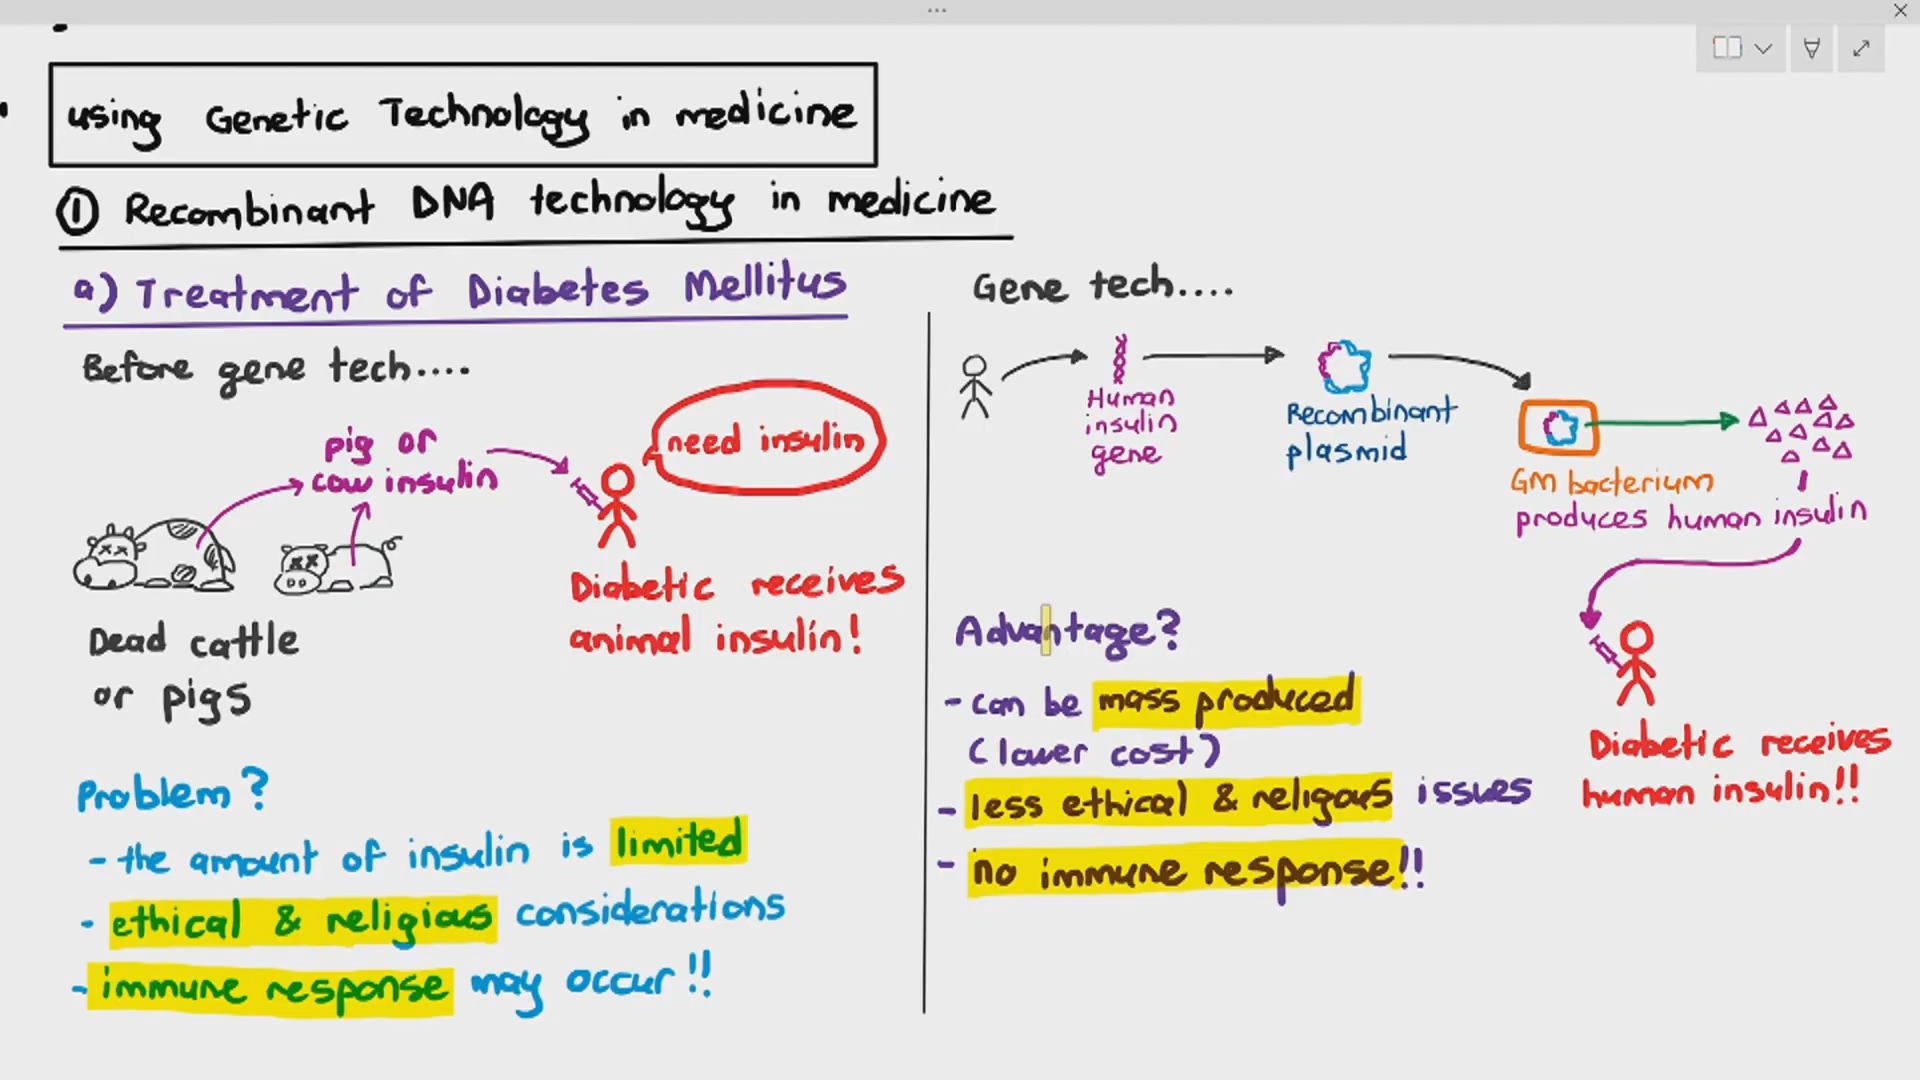 using Genetic Technology in medicine
① Recombinant DNA technology in medicine
a) Treatment of Diabetes Mellitus
Before gene tech....
pig or
cow insulin
need insulin
Diabetic receives
animal insulin!
Dead cattle
or pigs
Problem?
- the amount of insulin is limited
- ethical & religious considerations
- immune response may occur!!
Gene tech....
Human
insulin
gene
Recombinant
plasmid
GM bacterium
produces human insulin
Advantage?
- can be mass produced
(lower cost)
- less ethical & religous issues
- no immune response!!
Diabetic receives
human insulin!!